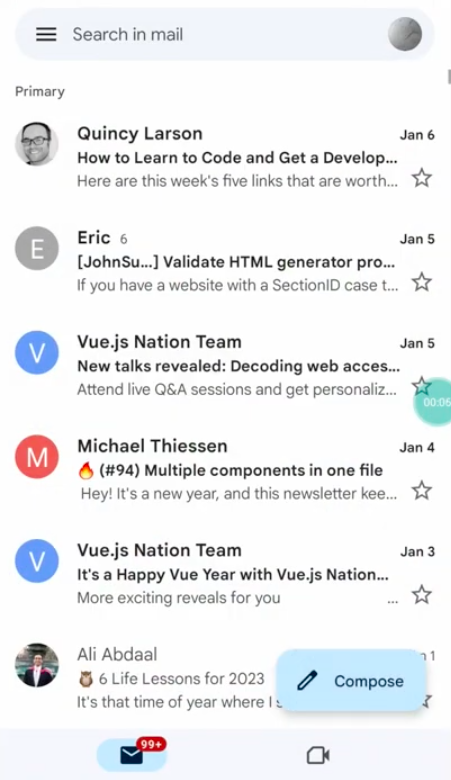 Search in mail
Primary
Quincy Larson Jan 6
How to Learn to Code and Get a Develop...
Here are this week's five links that are worth...
E Eric 6 Jan 5
[JohnSu...] Validate HTML generator pro...
If you have a website with a SectionID case t...
V Vue.js Nation Team Jan 5
New talks revealed: Decoding web acces...
Attend live Q&A sessions and get personaliz...
00:06
M Michael Thiessen Jan 4
🔥 (#94) Multiple components in one file
Hey! It's a new year, and this newsletter kee...
V Vue.js Nation Team Jan 3
It's a Happy Vue Year with Vue.js Nation...
More exciting reveals for you ...
Ali Abdaal 1
🦉 6 Life Lessons for 2023
It's that time of year where I
Compose
99+